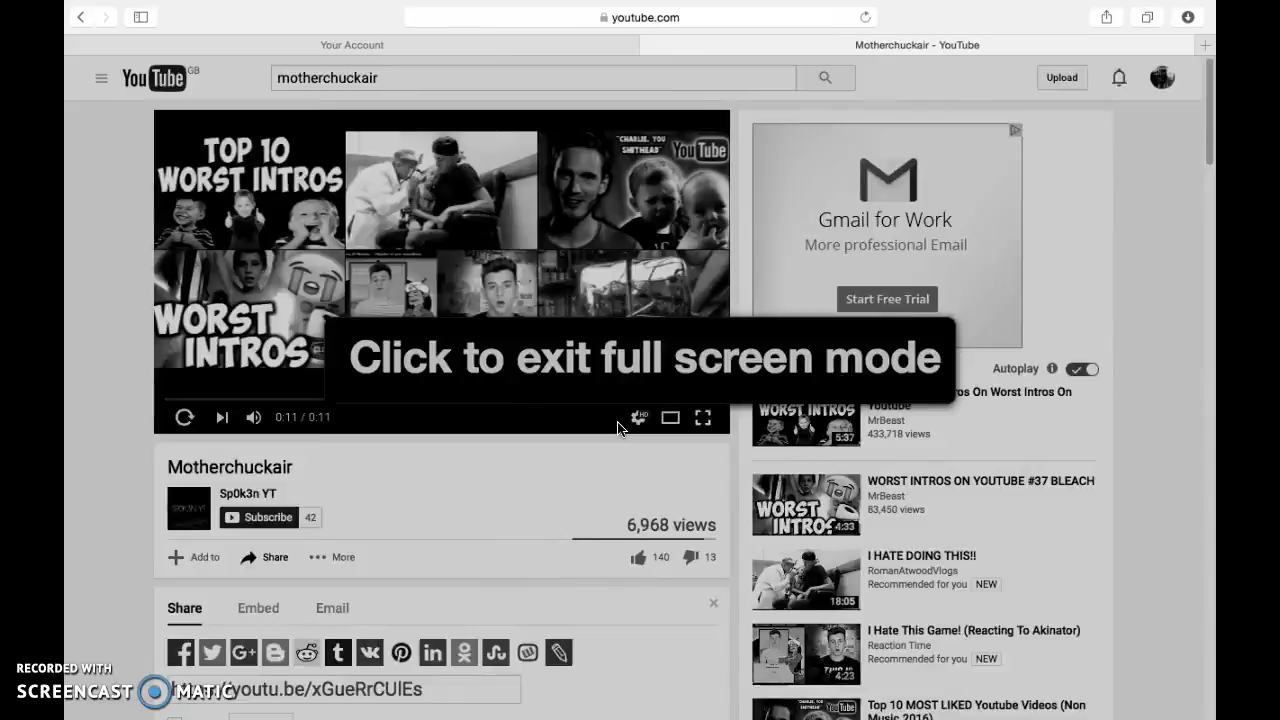 youtube.com
Your Account
Motherchuckair - YouTube
YouTube GB
motherchuckair
Upload
TOP 10
WORST INTROS
"CHARLIE, YOU
SHITHEAD"
YouTube
WORST
INTROS
Gmail for Work
More professional Email
Start Free Trial
Click to exit full screen mode
Autoplay
0:11 / 0:11
HD
ros On Worst Intros On
Youtube
MrBeast
433,718 views
5:37
Motherchuckair
Sp0k3n YT
Subscribe 42
6,968 views
Add to
Share
More
140
13
WORST INTROS ON YOUTUBE #37 BLEACH
MrBeast
83,450 views
WORST
INTROS
4:33
I HATE DOING THIS!!
RomanAtwoodVlogs
Recommended for you NEW
18:05
Share
Embed
Email
I Hate This Game! (Reacting To Akinator)
Reaction Time
Recommended for you NEW
4:23
youtu.be/xGueRrCUlEs
Top 10 MOST LIKED Youtube Videos (Non
Music 2016)
RECORDED WITH
SCREENCAST MATIC